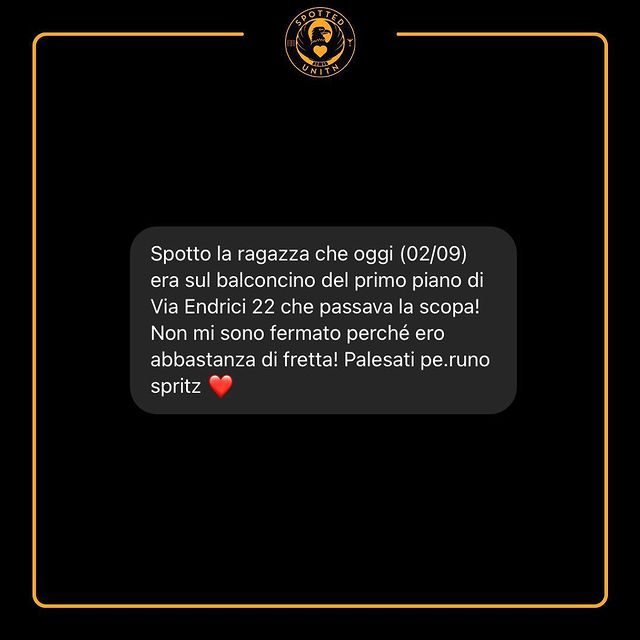 SPOTTED
UNITN
Spotto la ragazza che oggi (02/09)
era sul balconcino del primo piano di
Via Endrici 22 che passava la scopa!
Non mi sono fermato perché ero
abbastanza di fretta! Palesati pe.runo
spritz ❤️